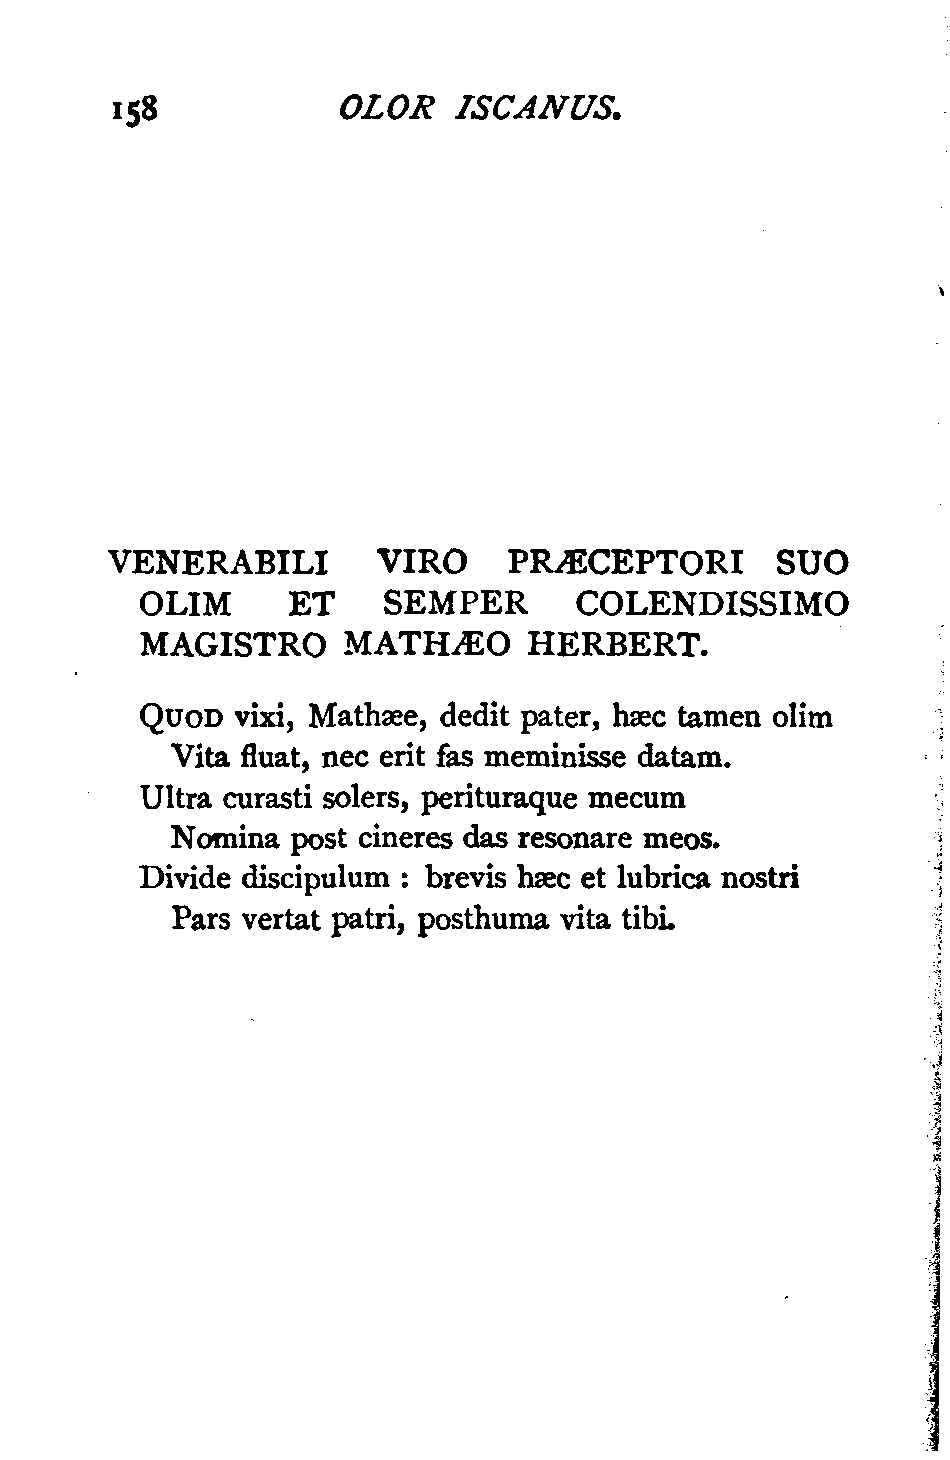 158 OLOR ISCANUS.
VENERABILI VIRO PRÆCEPTORI SUO
OLIM ET SEMPER COLENDISSIMO
MAGISTRO MATHÆO HERBERT.
QUOD vixi, Mathæe, dedit pater, hæc tamen olim
Vita fluat, nec erit fas meminisse datam.
Ultra curasti solers, perituraque mecum
Nomina post cineres das resonare meos.
Divide discipulum : brevis hæc et lubrica nostri
Pars vertat patri, posthuma vita tibi.